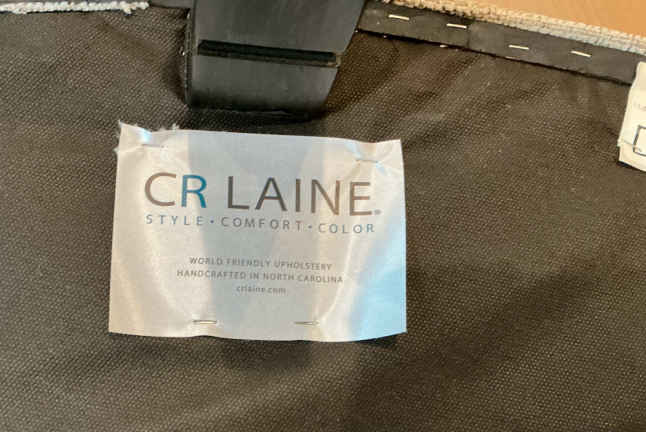 CR LAINE®
STYLE • COMFORT • COLOR
WORLD FRIENDLY UPHOLSTERY
HANDCRAFTED IN NORTH CAROLINA
crlaine.com